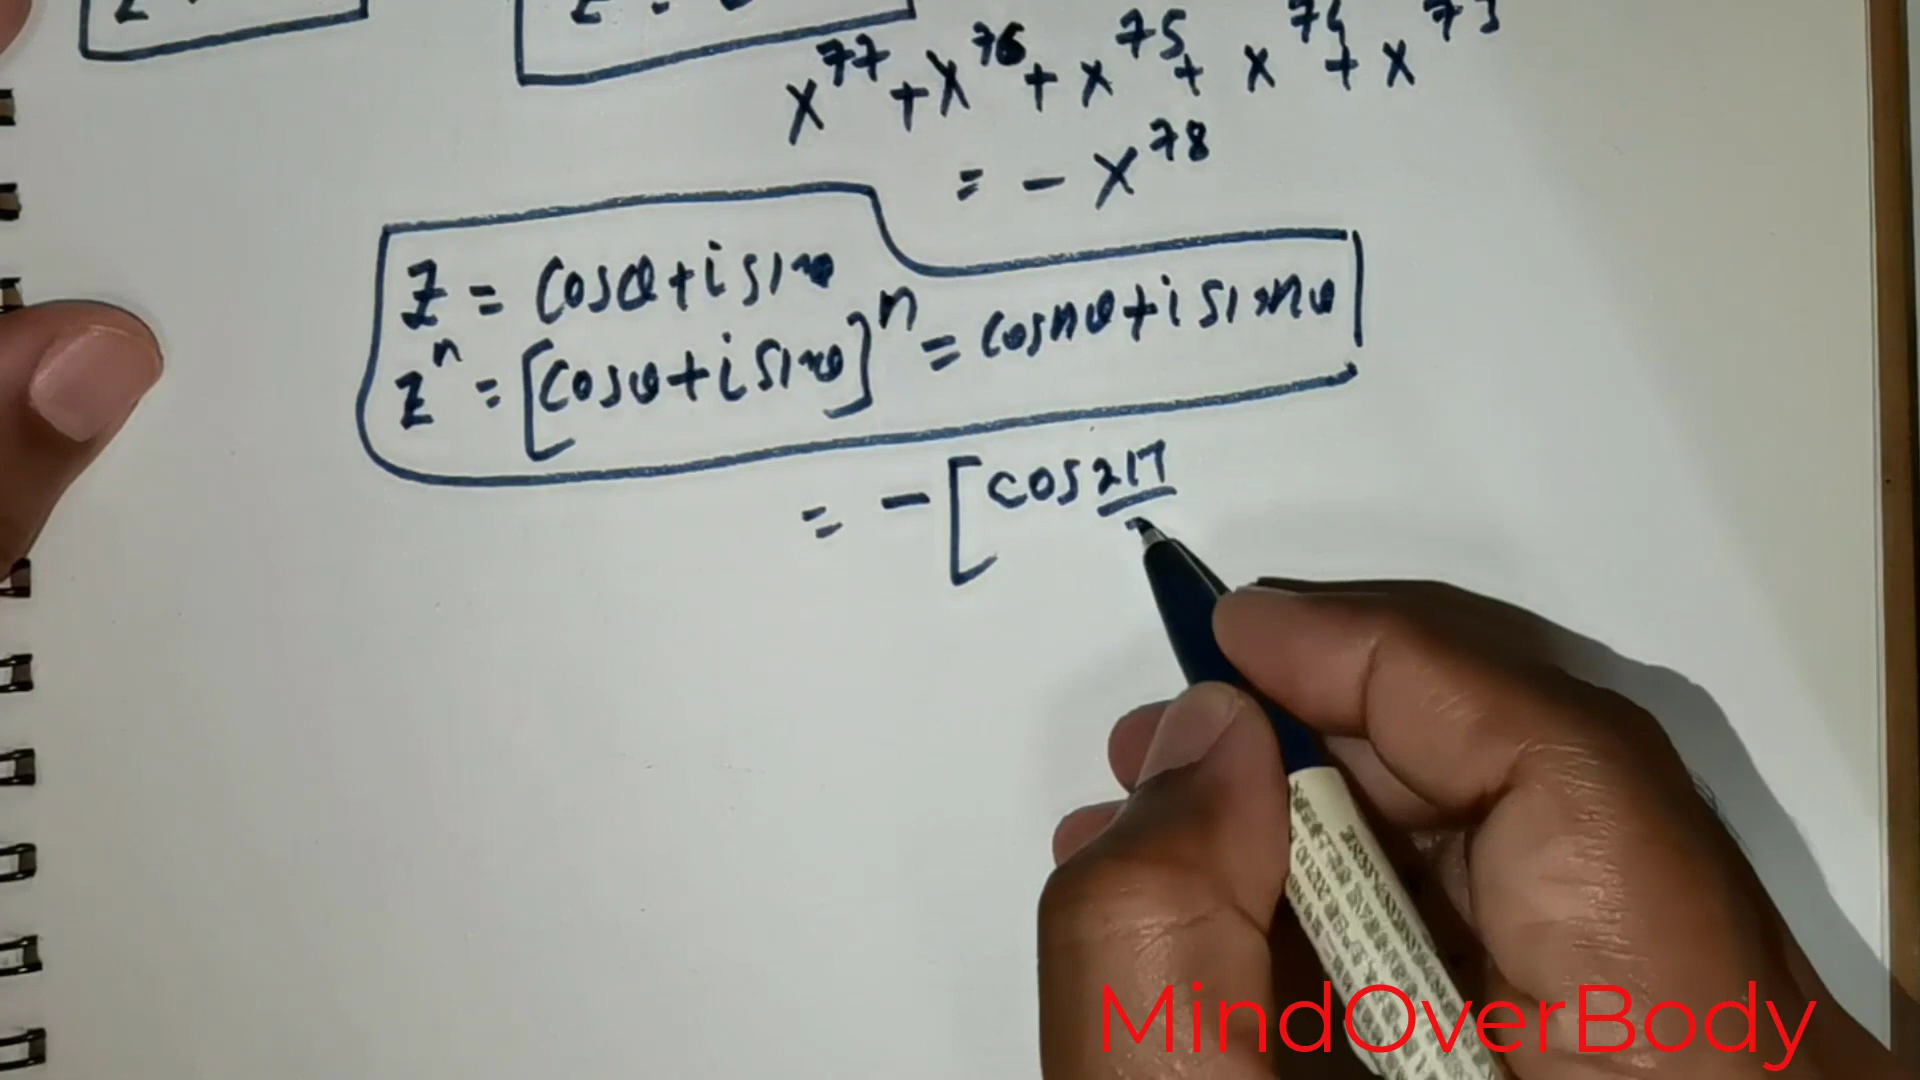 x^77 + x^76 + x^75 + x^74 + x^73
= - x^78
Z = cosθ + i sinθ
Z^n = [cosθ + i sinθ]^n = cosnθ + i sinnθ
= - [cos 2π
MindOverBody